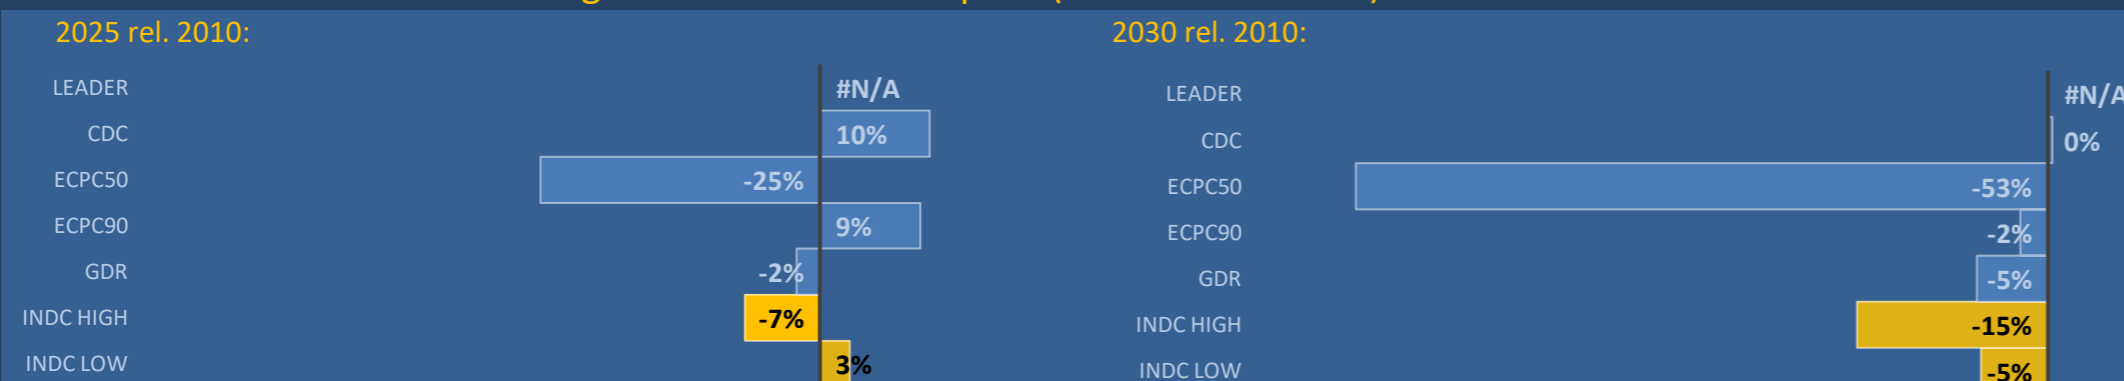 2025 rel. 2010:
LEADER #N/A
CDC 10%
ECPC50 -25%
ECPC90 9%
GDR -2%
INDC HIGH -7%
INDC LOW 3%
2030 rel. 2010:
LEADER #N/A
CDC 0%
ECPC50 -53%
ECPC90 -2%
GDR -5%
INDC HIGH -15%
INDC LOW -5%